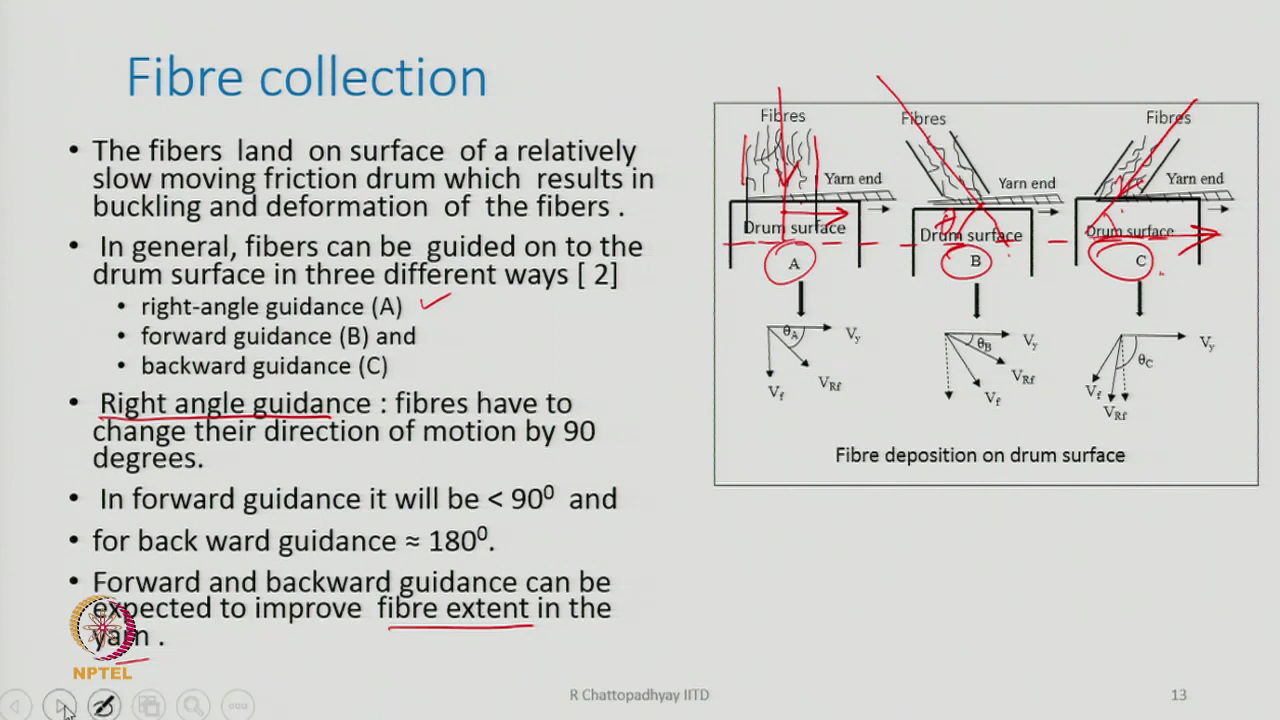 Fibre collection
• The fibers land on surface of a relatively
slow moving friction drum which results in
buckling and deformation of the fibers .
• In general, fibers can be guided on to the
drum surface in three different ways [ 2]
• right-angle guidance (A)
• forward guidance (B) and
• backward guidance (C)
• Right angle guidance : fibres have to
change their direction of motion by 90
degrees.
• In forward guidance it will be < 90⁰ and
• for back ward guidance ≈ 180⁰.
• Forward and backward guidance can be
expected to improve fibre extent in the
yarn .
Fibres
Yarn end
Drum surface
A
θA
Vy
Vf
VRf
Fibres
Yarn end
Drum surface
B
θB
Vy
VRf
Vf
Fibres
Yarn end
Drum surface
C
θC
Vy
Vf
VRf
Fibre deposition on drum surface
NPTEL
R Chattopadhyay IITD
13